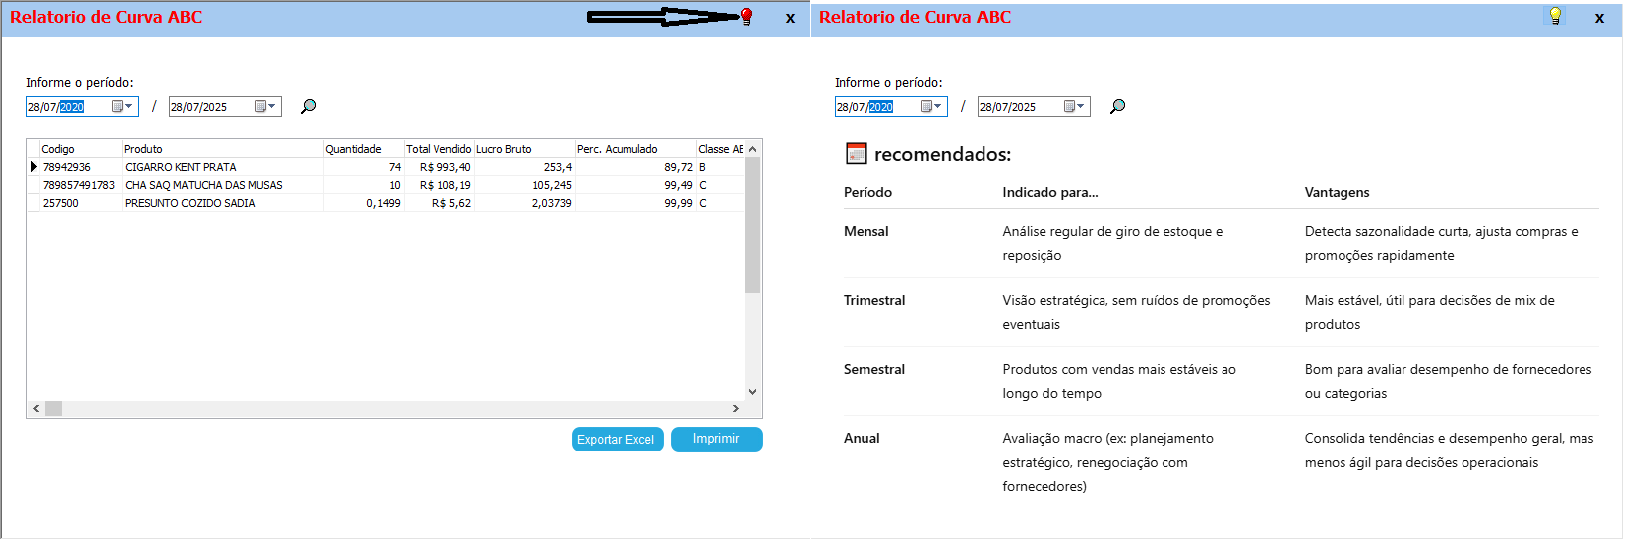 Relatorio de Curva ABC
x
Informe o período:
28/07/2020 / 28/07/2025
Codigo Produto Quantidade Total Vendido Lucro Bruto Perc. Acumulado Classe AE
78942936 CIGARRO KENT PRATA 74 R$ 993,40 253,4 89,72 B
789857491783 CHA SAQ MATUCHA DAS MUSAS 10 R$ 108,19 105,245 99,49 C
257500 PRESUNTO COZIDO SADIA 0,1499 R$ 5,62 2,03739 99,99 C
Exportar Excel Imprimir
Relatorio de Curva ABC
x
Informe o período:
28/07/2020 / 28/07/2025
recomendados:
Período Indicado para... Vantagens
Mensal Análise regular de giro de estoque e Detecta sazonalidade curta, ajusta compras e
reposição promoções rapidamente
Trimestral Visão estratégica, sem ruídos de promoções Mais estável, útil para decisões de mix de
eventuais produtos
Semestral Produtos com vendas mais estáveis ao Bom para avaliar desempenho de fornecedores
longo do tempo ou categorias
Anual Avaliação macro (ex: planejamento Consolida tendências e desempenho geral, mas
estratégico, renegociação com menos ágil para decisões operacionais
fornecedores)